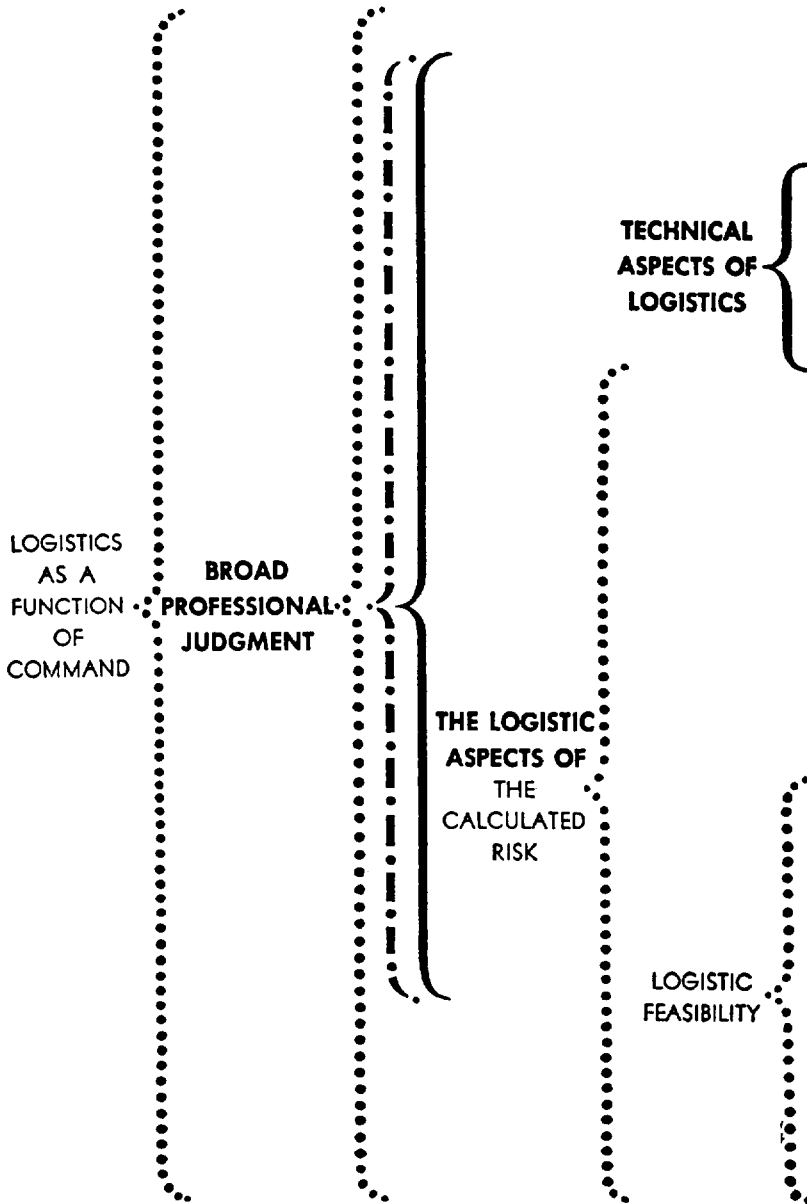 LOGISTICS
AS A
FUNCTION
OF
COMMAND
BROAD
PROFESSIONAL
JUDGMENT
TECHNICAL
ASPECTS OF
LOGISTICS
THE LOGISTIC
ASPECTS OF
THE
CALCULATED
RISK
LOGISTIC
FEASIBILITY